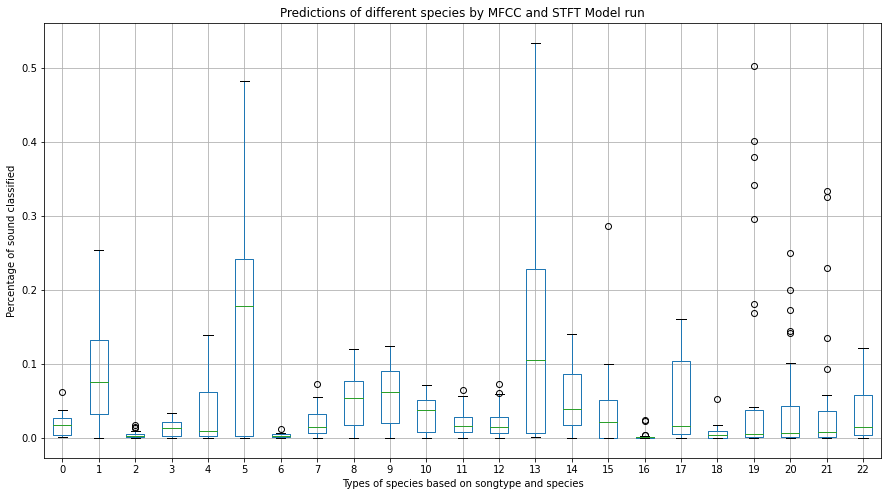 Predictions of different species by MFCC and STFT Model run
Percentage of sound classified
0.5
0.4
0.3
0.2
0.1
0.0
0 1 2 3 4 5 6 7 8 9 10 11 12 13 14 15 16 17 18 19 20 21 22
Types of species based on songtype and species